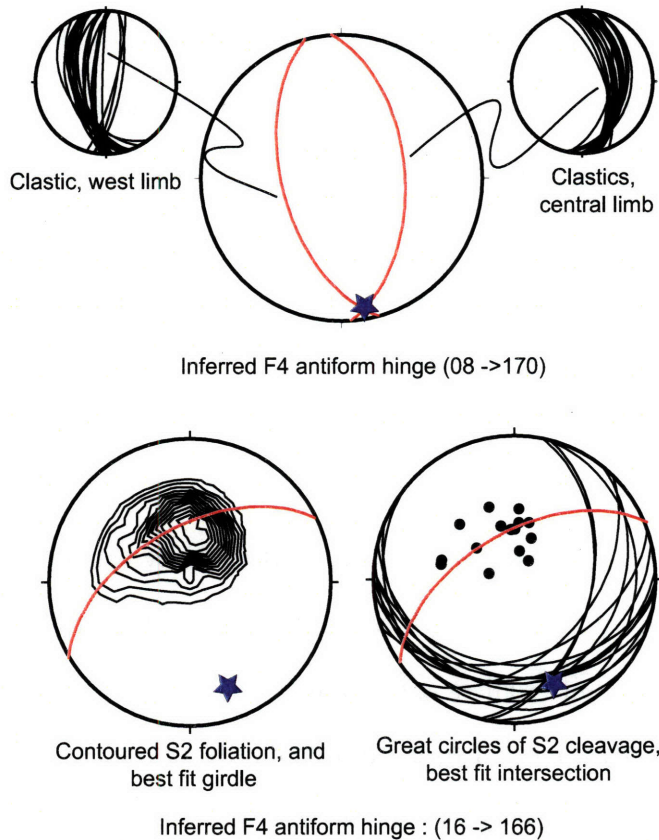 Clastic, west limb
Clastics,
central limb
Inferred F4 antiform hinge (08 ->170)
Contoured S2 foliation, and
best fit girdle
Great circles of S2 cleavage,
best fit intersection
Inferred F4 antiform hinge : (16 -> 166)